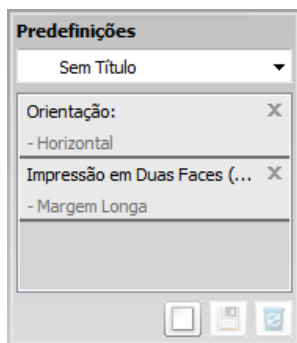 Predefinições
Sem Título
Orientação:
- Horizontal
Impressão em Duas Faces (...
- Margem Longa